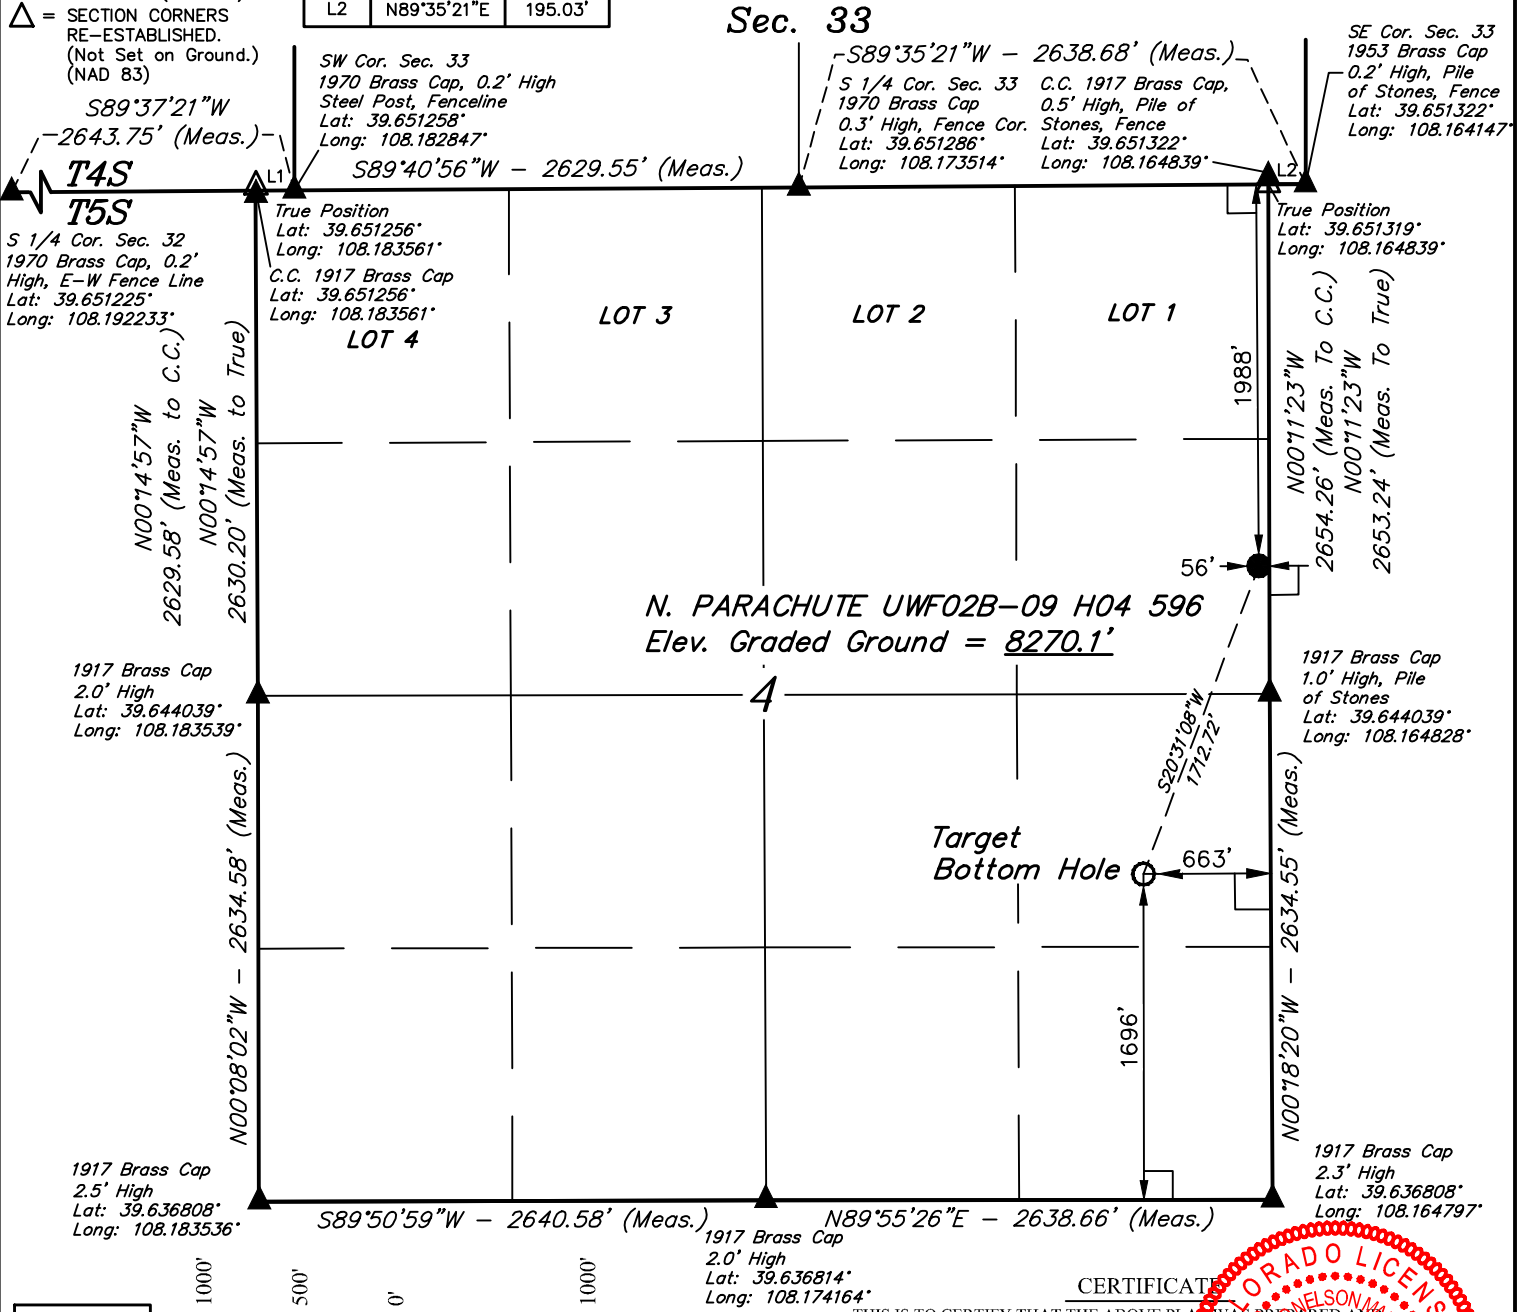 △ = SECTION CORNERS
RE-ESTABLISHED.
(Not Set on Ground.)
(NAD 83)
L2 N89°35'21"E 195.03'
Sec. 33
SW Cor. Sec. 33
1970 Brass Cap, 0.2' High
Steel Post, Fenceline
Lat: 39.651258°
Long: 108.182847°
S89°35'21"W - 2638.68' (Meas.)
S 1/4 Cor. Sec. 33
1970 Brass Cap
0.3' High, Fence Cor.
Lat: 39.651286°
Long: 108.173514°
C.C. 1917 Brass Cap,
0.5' High, Pile of
Stones, Fence
Lat: 39.651322°
Long: 108.164839°
SE Cor. Sec. 33
1953 Brass Cap
0.2' High, Pile
of Stones, Fence
Lat: 39.651322°
Long: 108.164147°
S89°37'21"W
2643.75' (Meas.)
S89°40'56"W - 2629.55' (Meas.)
T4S
T5S
L1
L2
S 1/4 Cor. Sec. 32
1970 Brass Cap, 0.2'
High, E-W Fence Line
Lat: 39.651225°
Long: 108.192233°
True Position
Lat: 39.651256°
Long: 108.183561°
C.C. 1917 Brass Cap
Lat: 39.651256°
Long: 108.183561°
True Position
Lat: 39.651319°
Long: 108.164839°
LOT 4
LOT 3
LOT 2
LOT 1
N00°14'57"W
2629.58' (Meas. to C.C.)
N00°14'57"W
2630.20' (Meas. to True)
1988'
N00°11'23"W
2654.26' (Meas. To C.C.)
N00°11'23"W
2653.24' (Meas. To True)
56'
N. PARACHUTE UWF02B-09 H04 596
Elev. Graded Ground = 8270.1'
1917 Brass Cap
2.0' High
Lat: 39.644039°
Long: 108.183539°
4
1917 Brass Cap
1.0' High, Pile
of Stones
Lat: 39.644039°
Long: 108.164828°
S20°31'08"W
1712.72'
Target
Bottom Hole
663'
1696'
N00°08'02"W - 2634.58' (Meas.)
N00°18'20"W - 2634.55' (Meas.)
1917 Brass Cap
2.5' High
Lat: 39.636808°
Long: 108.183536°
S89°50'59"W - 2640.58' (Meas.)
N89°55'26"E - 2638.66' (Meas.)
1917 Brass Cap
2.0' High
Lat: 39.636814°
Long: 108.174164°
1917 Brass Cap
2.3' High
Lat: 39.636808°
Long: 108.164797°
1000'
500'
0'
1000'
CERTIFICATE
THIS IS TO CERTIFY THAT THE ABOVE PLAT WAS PREPARED